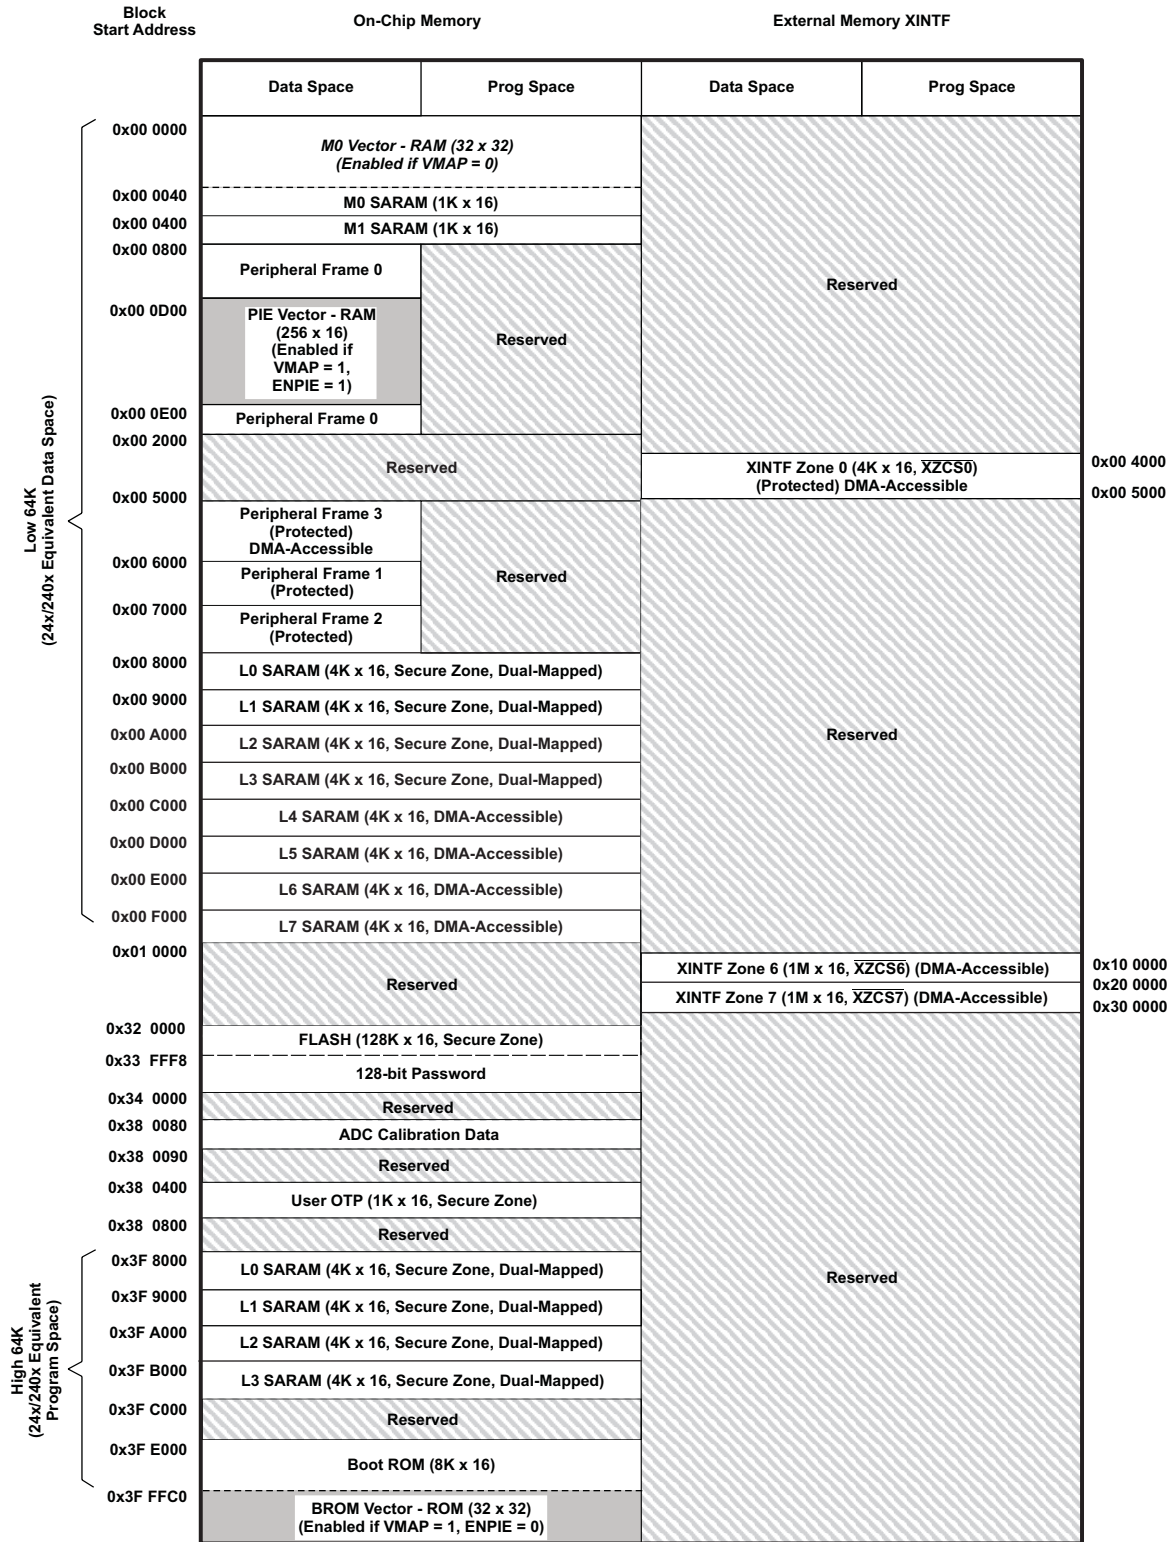 Block
Start Address
On-Chip Memory
External Memory XINTF
Data Space
Prog Space
Data Space
Prog Space
0x00 0000
M0 Vector - RAM (32 x 32)
(Enabled if VMAP = 0)
0x00 0040
M0 SARAM (1K x 16)
0x00 0400
M1 SARAM (1K x 16)
0x00 0800
Peripheral Frame 0
Reserved
0x00 0D00
PIE Vector - RAM
(256 x 16)
(Enabled if
VMAP = 1,
ENPIE = 1)
Reserved
0x00 0E00
Peripheral Frame 0
0x00 2000
Reserved
XINTF Zone 0 (4K x 16, XZCS0)
(Protected) DMA-Accessible
0x00 4000
0x00 5000
0x00 5000
Peripheral Frame 3
(Protected)
DMA-Accessible
0x00 6000
Peripheral Frame 1
(Protected)
Reserved
0x00 7000
Peripheral Frame 2
(Protected)
Low 64K
(24x/240x Equivalent Data Space)
0x00 8000
L0 SARAM (4K x 16, Secure Zone, Dual-Mapped)
0x00 9000
L1 SARAM (4K x 16, Secure Zone, Dual-Mapped)
0x00 A000
L2 SARAM (4K x 16, Secure Zone, Dual-Mapped)
Reserved
0x00 B000
L3 SARAM (4K x 16, Secure Zone, Dual-Mapped)
0x00 C000
L4 SARAM (4K x 16, DMA-Accessible)
0x00 D000
L5 SARAM (4K x 16, DMA-Accessible)
0x00 E000
L6 SARAM (4K x 16, DMA-Accessible)
0x00 F000
L7 SARAM (4K x 16, DMA-Accessible)
0x01 0000
Reserved
XINTF Zone 6 (1M x 16, XZCS6) (DMA-Accessible)
0x10 0000
0x20 0000
XINTF Zone 7 (1M x 16, XZCS7) (DMA-Accessible)
0x30 0000
0x32 0000
FLASH (128K x 16, Secure Zone)
0x33 FFF8
128-bit Password
0x34 0000
Reserved
0x38 0080
ADC Calibration Data
0x38 0090
Reserved
0x38 0400
User OTP (1K x 16, Secure Zone)
0x38 0800
Reserved
0x3F 8000
L0 SARAM (4K x 16, Secure Zone, Dual-Mapped)
Reserved
0x3F 9000
L1 SARAM (4K x 16, Secure Zone, Dual-Mapped)
0x3F A000
L2 SARAM (4K x 16, Secure Zone, Dual-Mapped)
High 64K
(24x/240x Equivalent
Program Space)
0x3F B000
L3 SARAM (4K x 16, Secure Zone, Dual-Mapped)
0x3F C000
Reserved
0x3F E000
Boot ROM (8K x 16)
0x3F FFC0
BROM Vector - ROM (32 x 32)
(Enabled if VMAP = 1, ENPIE = 0)